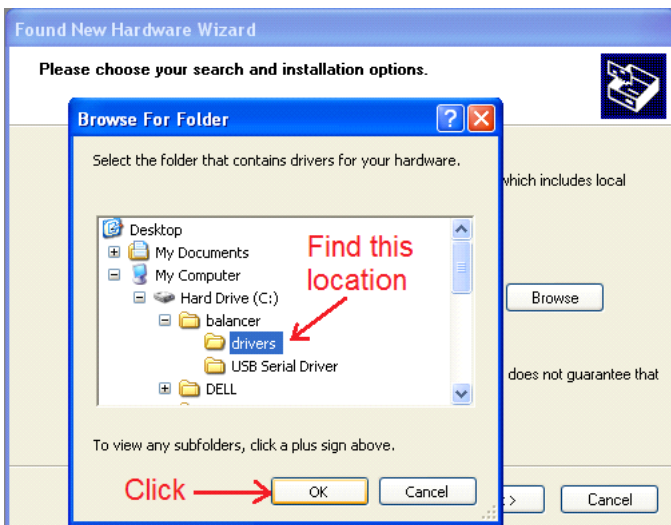 Found New Hardware Wizard
Please choose your search and installation options.
Browse For Folder
Select the folder that contains drivers for your hardware.
which includes local
Desktop
My Documents
My Computer
Hard Drive (C:)
balancer
drivers
USB Serial Driver
DELL
Find this
location
Browse
does not guarantee that
To view any subfolders, click a plus sign above.
Click
OK
Cancel
>
Cancel